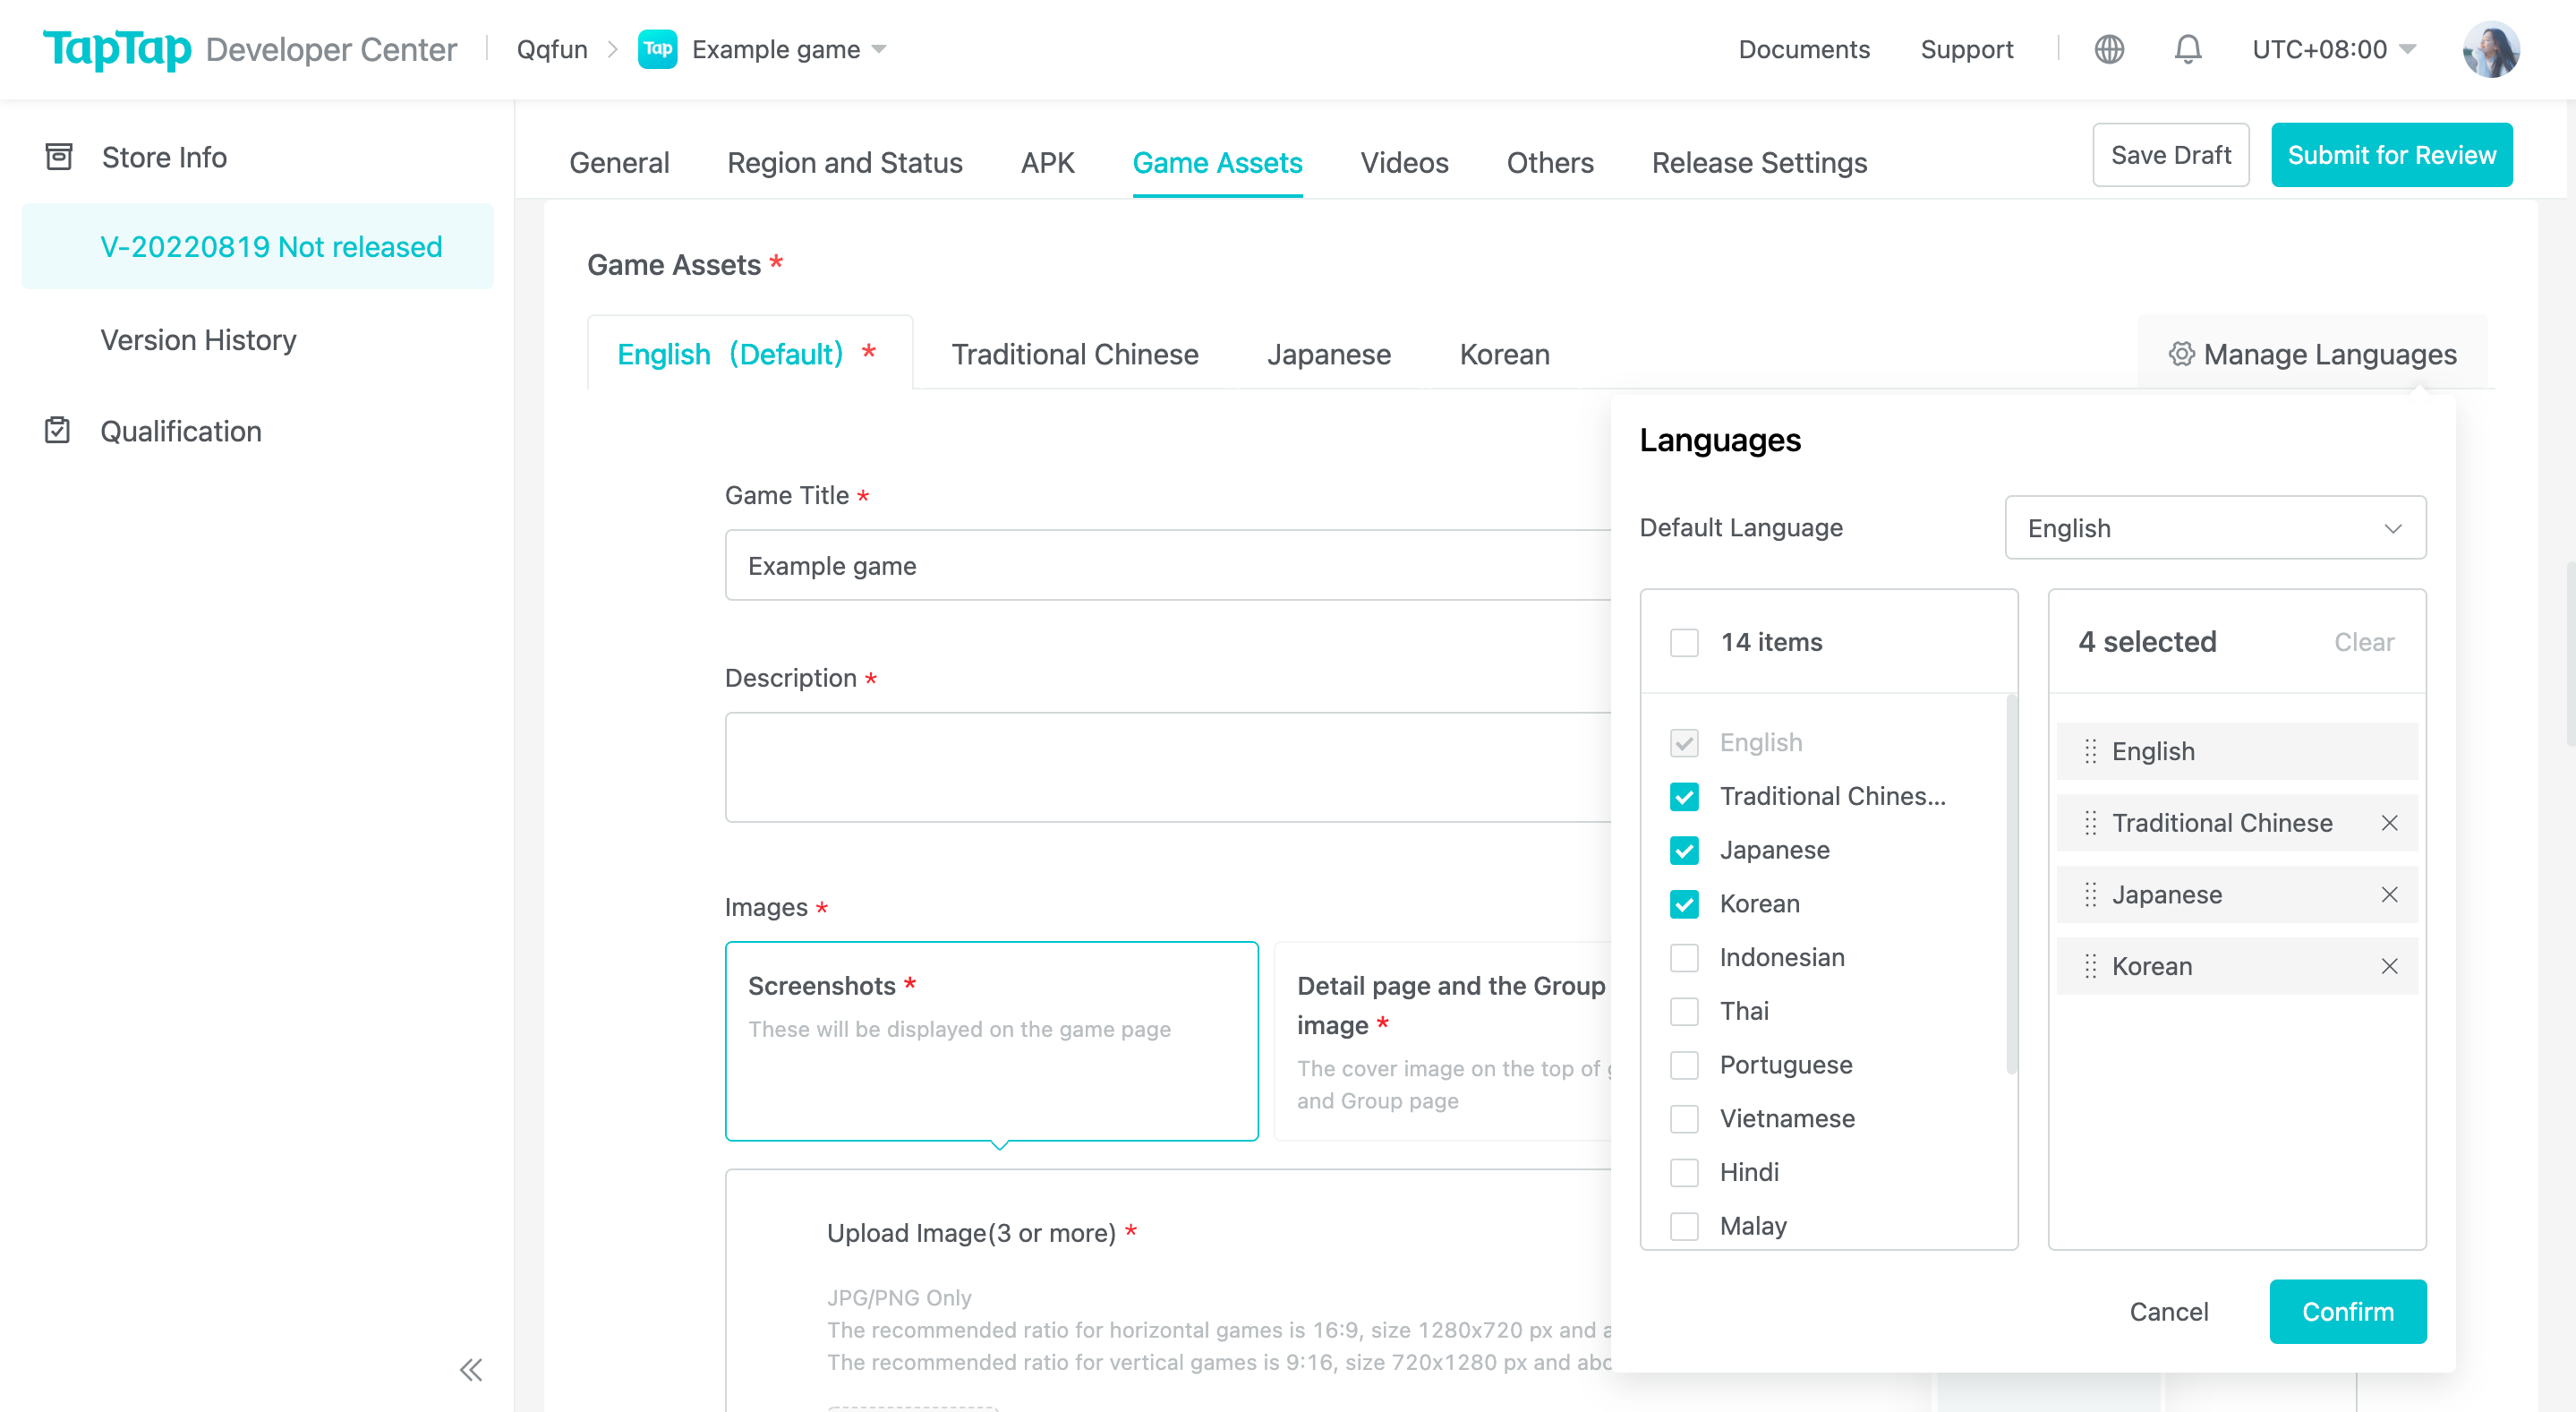 TapTap Developer Center
Qqfun
Tap
Example game
Documents
Support
UTC+08:00
Store Info
V-20220819 Not released
Version History
Qualification
General
Region and Status
APK
Game Assets
Videos
Others
Release Settings
Save Draft
Submit for Review
Game Assets *
English (Default) *
Traditional Chinese
Japanese
Korean
Manage Languages
Game Title *
Example game
Description *
Images *
Screenshots *
These will be displayed on the game page
Detail page and the Group
image *
The cover image on the top of
and Group page
Upload Image(3 or more) *
JPG/PNG Only
The recommended ratio for horizontal games is 16:9, size 1280x720 px and
The recommended ratio for vertical games is 9:16, size 720x1280 px and
Languages
Default Language
English
14 items
English
Traditional Chines...
Japanese
Korean
Indonesian
Thai
Portuguese
Vietnamese
Hindi
Malay
4 selected
Clear
English
Traditional Chinese
Japanese
Korean
Cancel
Confirm